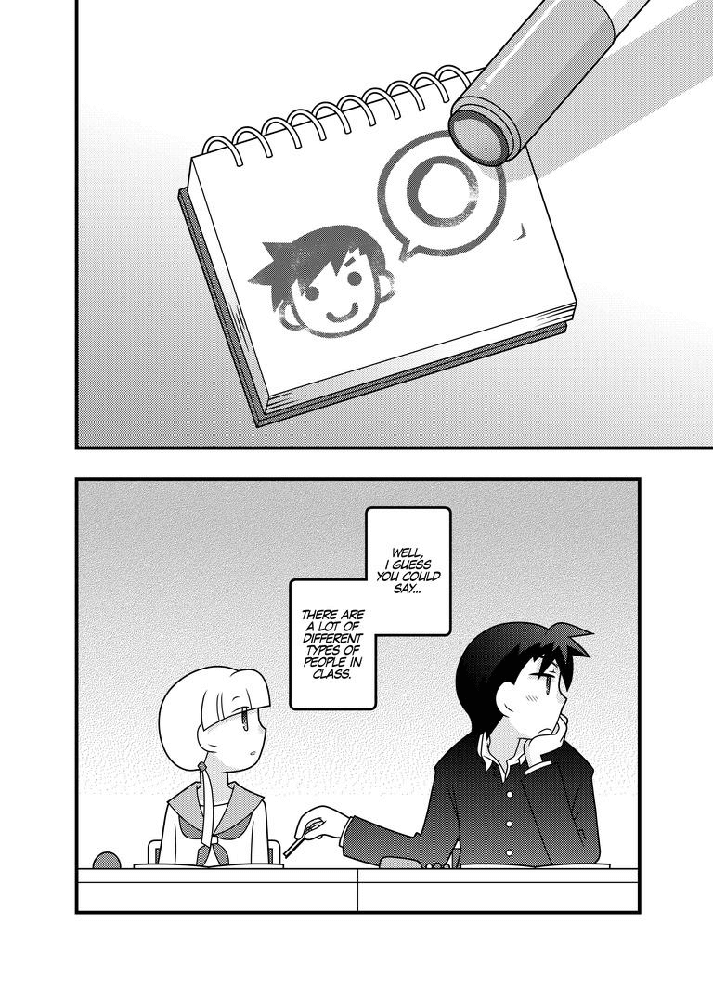 WELL,
I GUESS
YOU COULD
SAY...
THERE ARE
A LOT OF
DIFFERENT
TYPES OF
PEOPLE IN
CLASS.